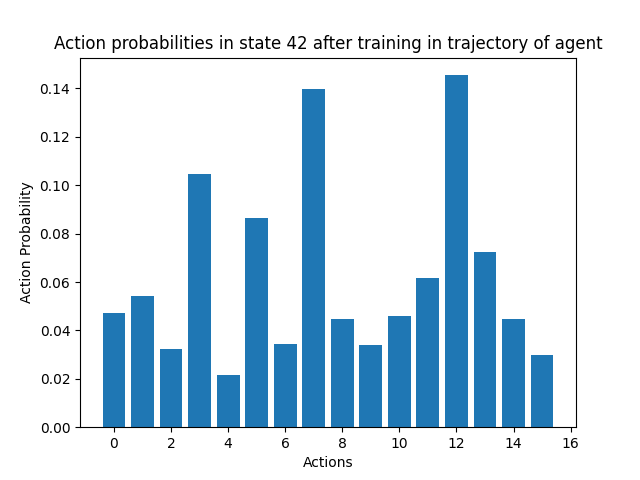 Action probabilities in state 42 after training in trajectory of agent
0.14
0.12
0.10
0.08
0.06
0.04
0.02
0.00
Action Probability
0 2 4 6 8 10 12 14 16
Actions